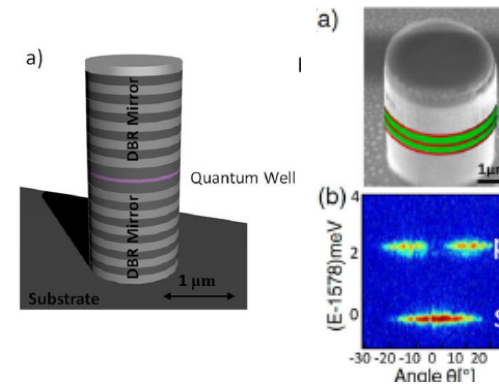 a)
DBR Mirror
Quantum Well
DBR Mirror
1 μm
Substrate
a)
(b)
4
2
0
(E-1578)meV
-30 -20 -10 0 10 20
Angle θ[°]